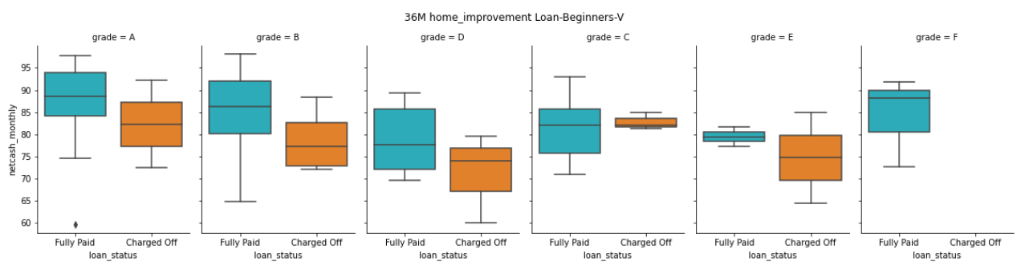 36M home_improvement Loan-Beginners-V
grade = A
grade = B
grade = D
grade = C
grade = E
grade = F
netcash_monthly
95
90
85
80
75
70
65
60
Fully Paid Charged Off
Fully Paid Charged Off
Fully Paid Charged Off
Fully Paid Charged Off
Fully Paid Charged Off
Fully Paid Charged Off
loan_status
loan_status
loan_status
loan_status
loan_status
loan_status